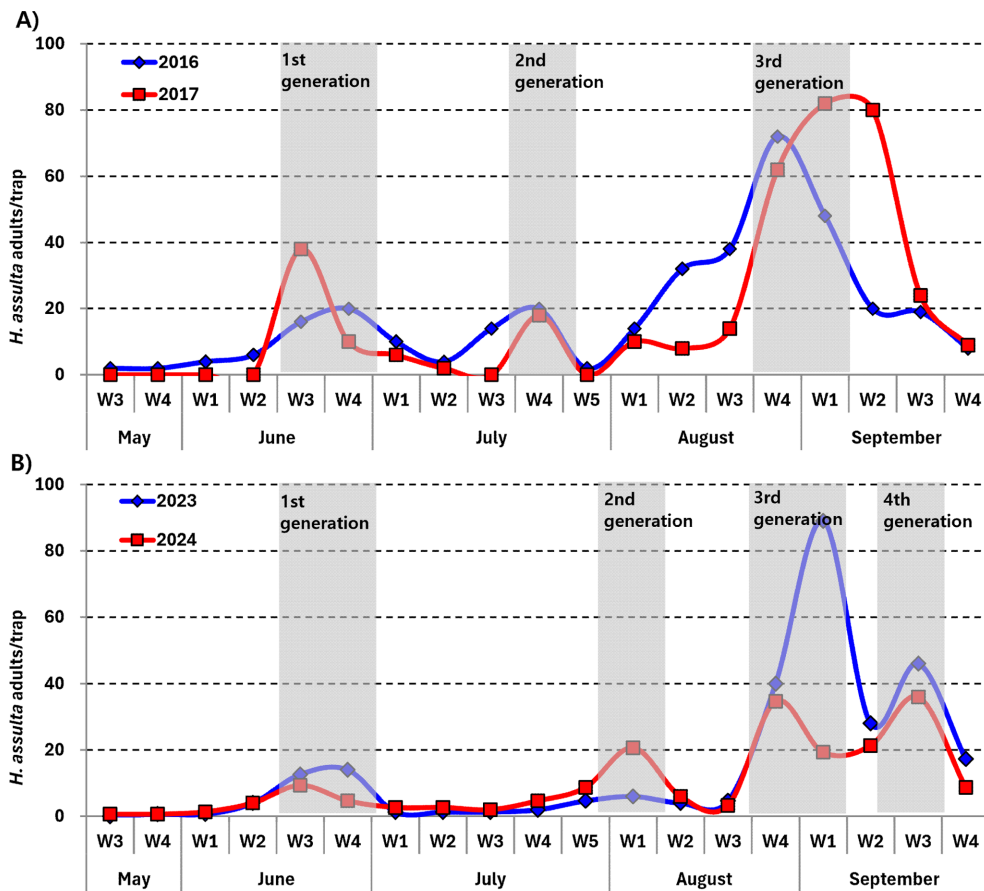 A)
100
80
60
40
20
0
H. assulta adults/trap
2016
2017
1st
generation
2nd
generation
3rd
generation
W3 W4 W1 W2 W3 W4 W1 W2 W3 W4 W5 W1 W2 W3 W4 W1 W2 W3 W4
May June July August September
B)
100
80
60
40
20
0
H. assulta adults/trap
2023
2024
1st
generation
2nd
generation
3rd
generation
4th
generation
W3 W4 W1 W2 W3 W4 W1 W2 W3 W4 W5 W1 W2 W3 W4 W1 W2 W3 W4
May June July August September